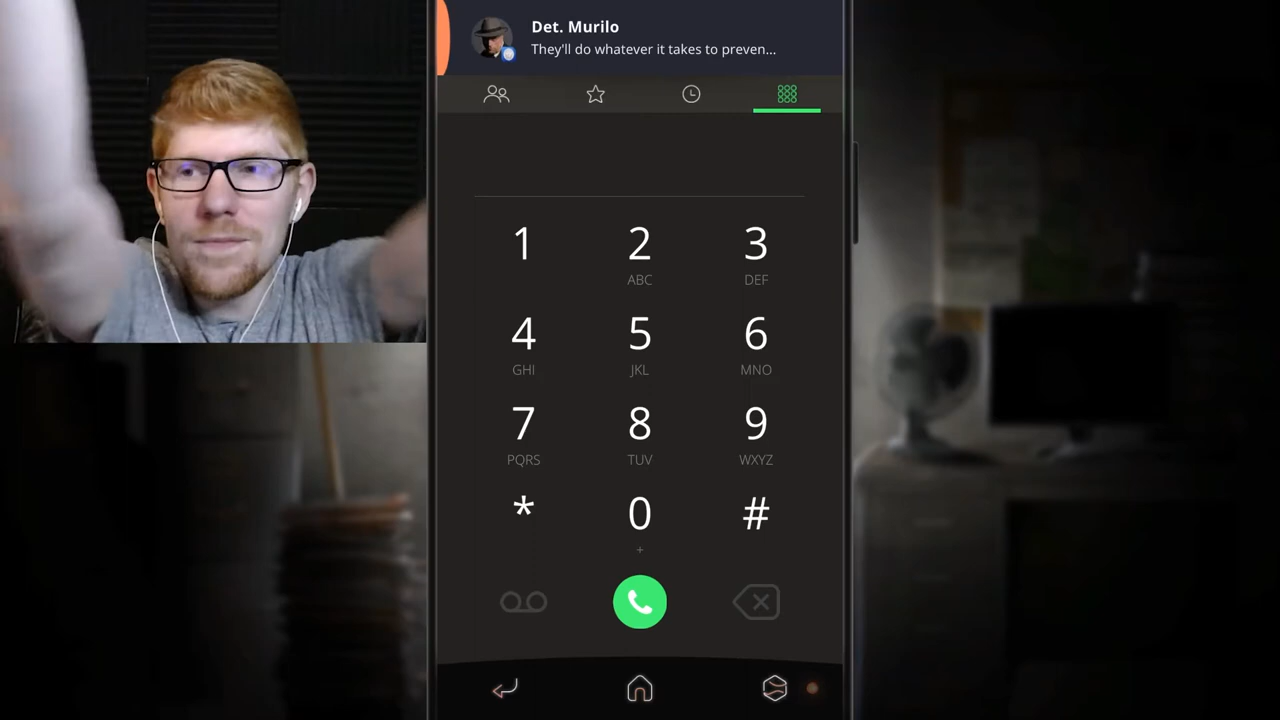 Det. Murilo
They'll do whatever it takes to preven...
1 2 3
ABC DEF
4 5 6
GHI JKL MNO
7 8 9
PQRS TUV WXYZ
* 0 #
+